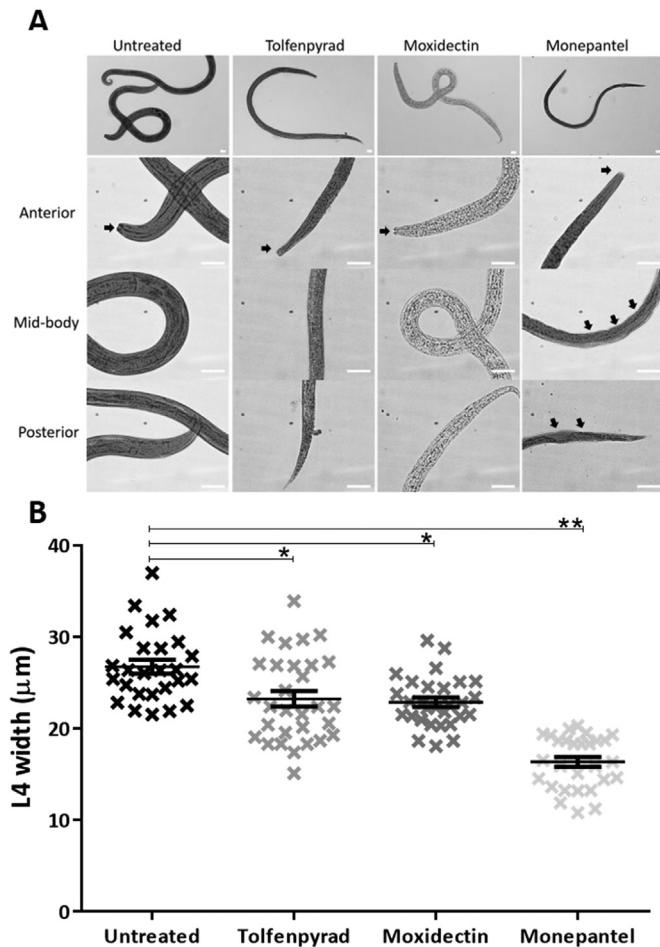 A
Untreated Tolfenpyrad Moxidectin Monepantel
Anterior
Mid-body
Posterior
B
**
*
*
40
30
20
10
0
L4 width (μm)
Untreated Tolfenpyrad Moxidectin Monepantel